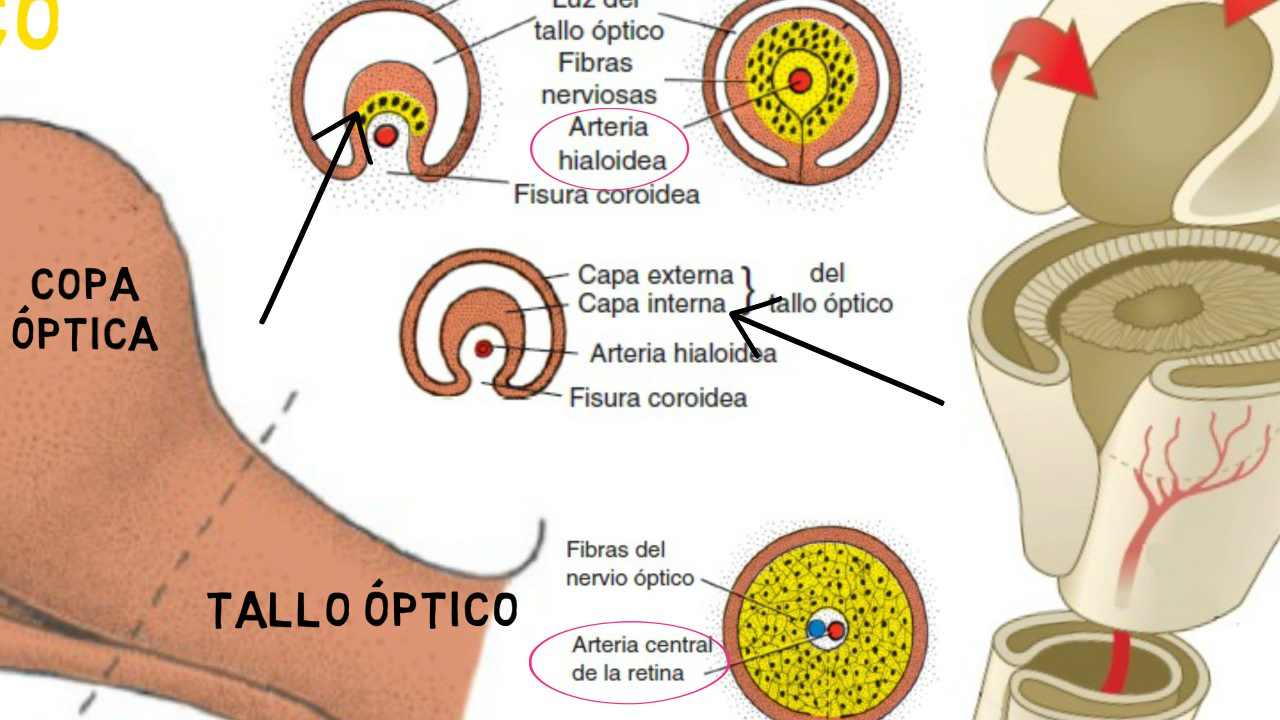 CO
Luz del
tallo óptico
Fibras
nerviosas
Arteria
hialoidea
Fisura coroidea
COPA
ÓPTICA
Capa externa } del
Capa interna } tallo óptico
Arteria hialoidea
Fisura coroidea
Fibras del
nervio óptico
TALLO ÓPTICO
Arteria central
de la retina